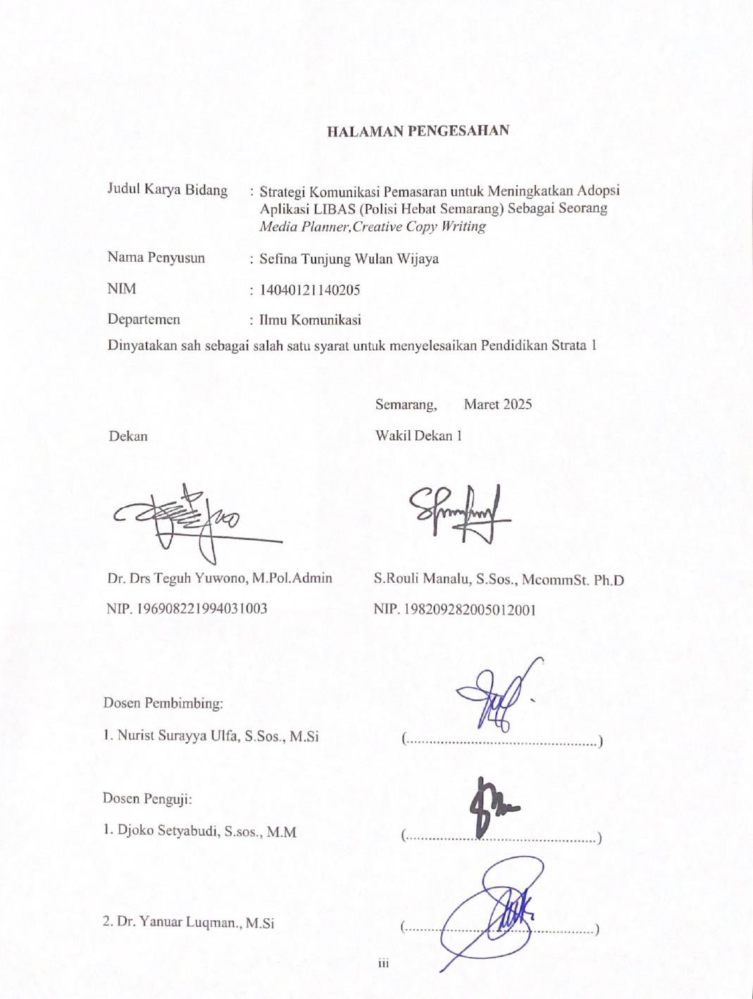 HALAMAN PENGESAHAN
Judul Karya Bidang : Strategi Komunikasi Pemasaran untuk Meningkatkan Adopsi
Aplikasi LIBAS (Polisi Hebat Semarang) Sebagai Seorang
Media Planner,Creative Copy Writing
Nama Penyusun : Sefina Tunjung Wulan Wijaya
NIM : 14040121140205
Departemen : Ilmu Komunikasi
Dinyatakan sah sebagai salah satu syarat untuk menyelesaikan Pendidikan Strata 1
Semarang, Maret 2025
Dekan Wakil Dekan 1
Dr. Drs Teguh Yuwono, M.Pol.Admin S.Rouli Manalu, S.Sos., McommSt. Ph.D
NIP. 196908221994031003 NIP. 198209282005012001
Dosen Pembimbing:
1. Nurist Surayya Ulfa, S.Sos., M.Si (................................................)
Dosen Penguji:
1. Djoko Setyabudi, S.sos., M.M (................................................)
2. Dr. Yanuar Luqman., M.Si (................................................)
iii